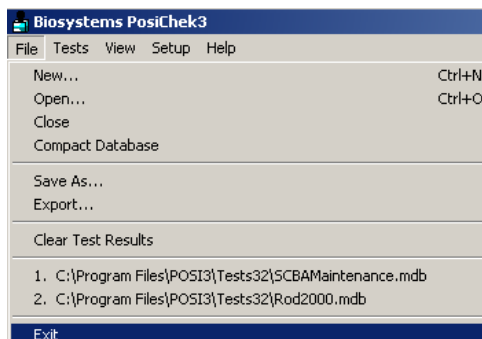 Biosystems PosiChek3
File Tests View Setup Help
New... Ctrl+N
Open... Ctrl+O
Close
Compact Database
Save As...
Export...
Clear Test Results
1. C:\Program Files\POSI3\Tests32\SCBAMaintenance.mdb
2. C:\Program Files\POSI3\Tests32\Rod2000.mdb
Exit